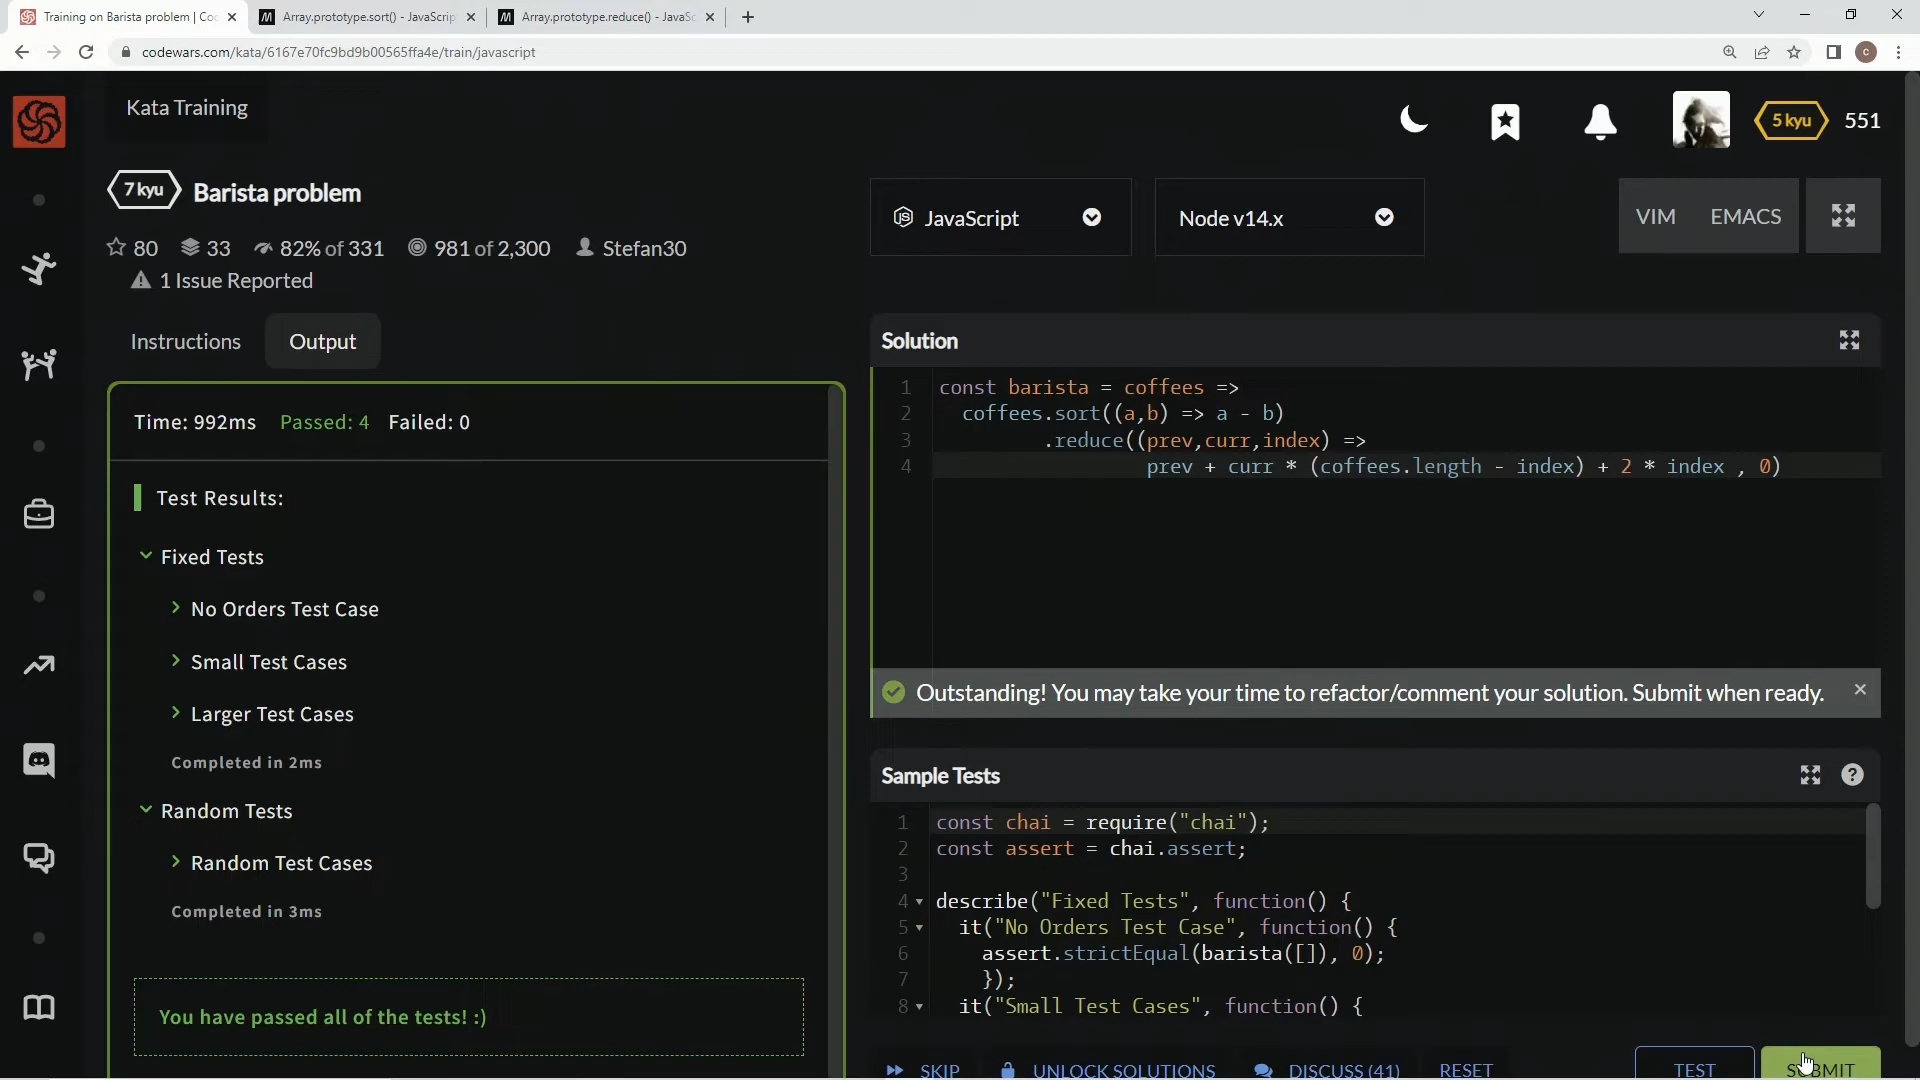 Training on Barista problem | Coc
Array.prototype.sort() - JavaScrip
Array.prototype.reduce() - JavaSc
codewars.com/kata/6167e70fc9bd9b00565ffa4e/train/javascript
C
Kata Training
5 kyu 551
7 kyu Barista problem
80 33 82% of 331 981 of 2,300 Stefan30
1 Issue Reported
JavaScript
Node v14.x
VIM EMACS
Instructions Output
Time: 992ms Passed: 4 Failed: 0
Test Results:
Fixed Tests
No Orders Test Case
Small Test Cases
Larger Test Cases
Completed in 2ms
Random Tests
Random Test Cases
Completed in 3ms
You have passed all of the tests! :)
Solution
1 const barista = coffees =>
2 coffees.sort((a,b) => a - b)
3 .reduce((prev,curr,index) =>
4 prev + curr * (coffees.length - index) + 2 * index , 0)
Outstanding! You may take your time to refactor/comment your solution. Submit when ready.
Sample Tests
1 const chai = require("chai");
2 const assert = chai.assert;
3
4 describe("Fixed Tests", function() {
5 it("No Orders Test Case", function() {
6 assert.strictEqual(barista([]), 0);
7 });
8 it("Small Test Cases", function() {
SKIP UNLOCK SOLUTIONS DISCUSS (41) RESET TEST SUBMIT